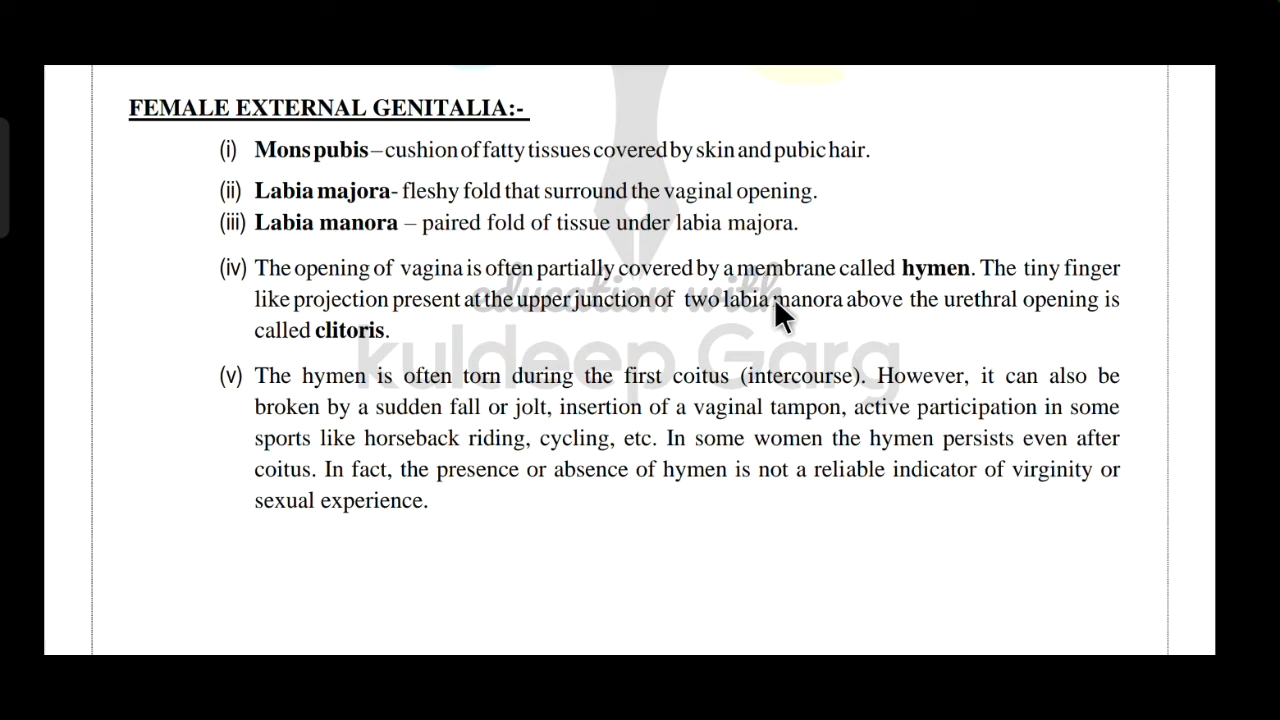 FEMALE EXTERNAL GENITALIA:-
(i) Mons pubis – cushion of fatty tissues covered by skin and pubic hair.
(ii) Labia majora- fleshy fold that surround the vaginal opening.
(iii) Labia manora – paired fold of tissue under labia majora.
(iv) The opening of vagina is often partially covered by a membrane called hymen. The tiny finger
like projection present at the upper junction of two labia manora above the urethral opening is
called clitoris.
(v) The hymen is often torn during the first coitus (intercourse). However, it can also be
broken by a sudden fall or jolt, insertion of a vaginal tampon, active participation in some
sports like horseback riding, cycling, etc. In some women the hymen persists even after
coitus. In fact, the presence or absence of hymen is not a reliable indicator of virginity or
sexual experience.
education with
kuldeep Garg